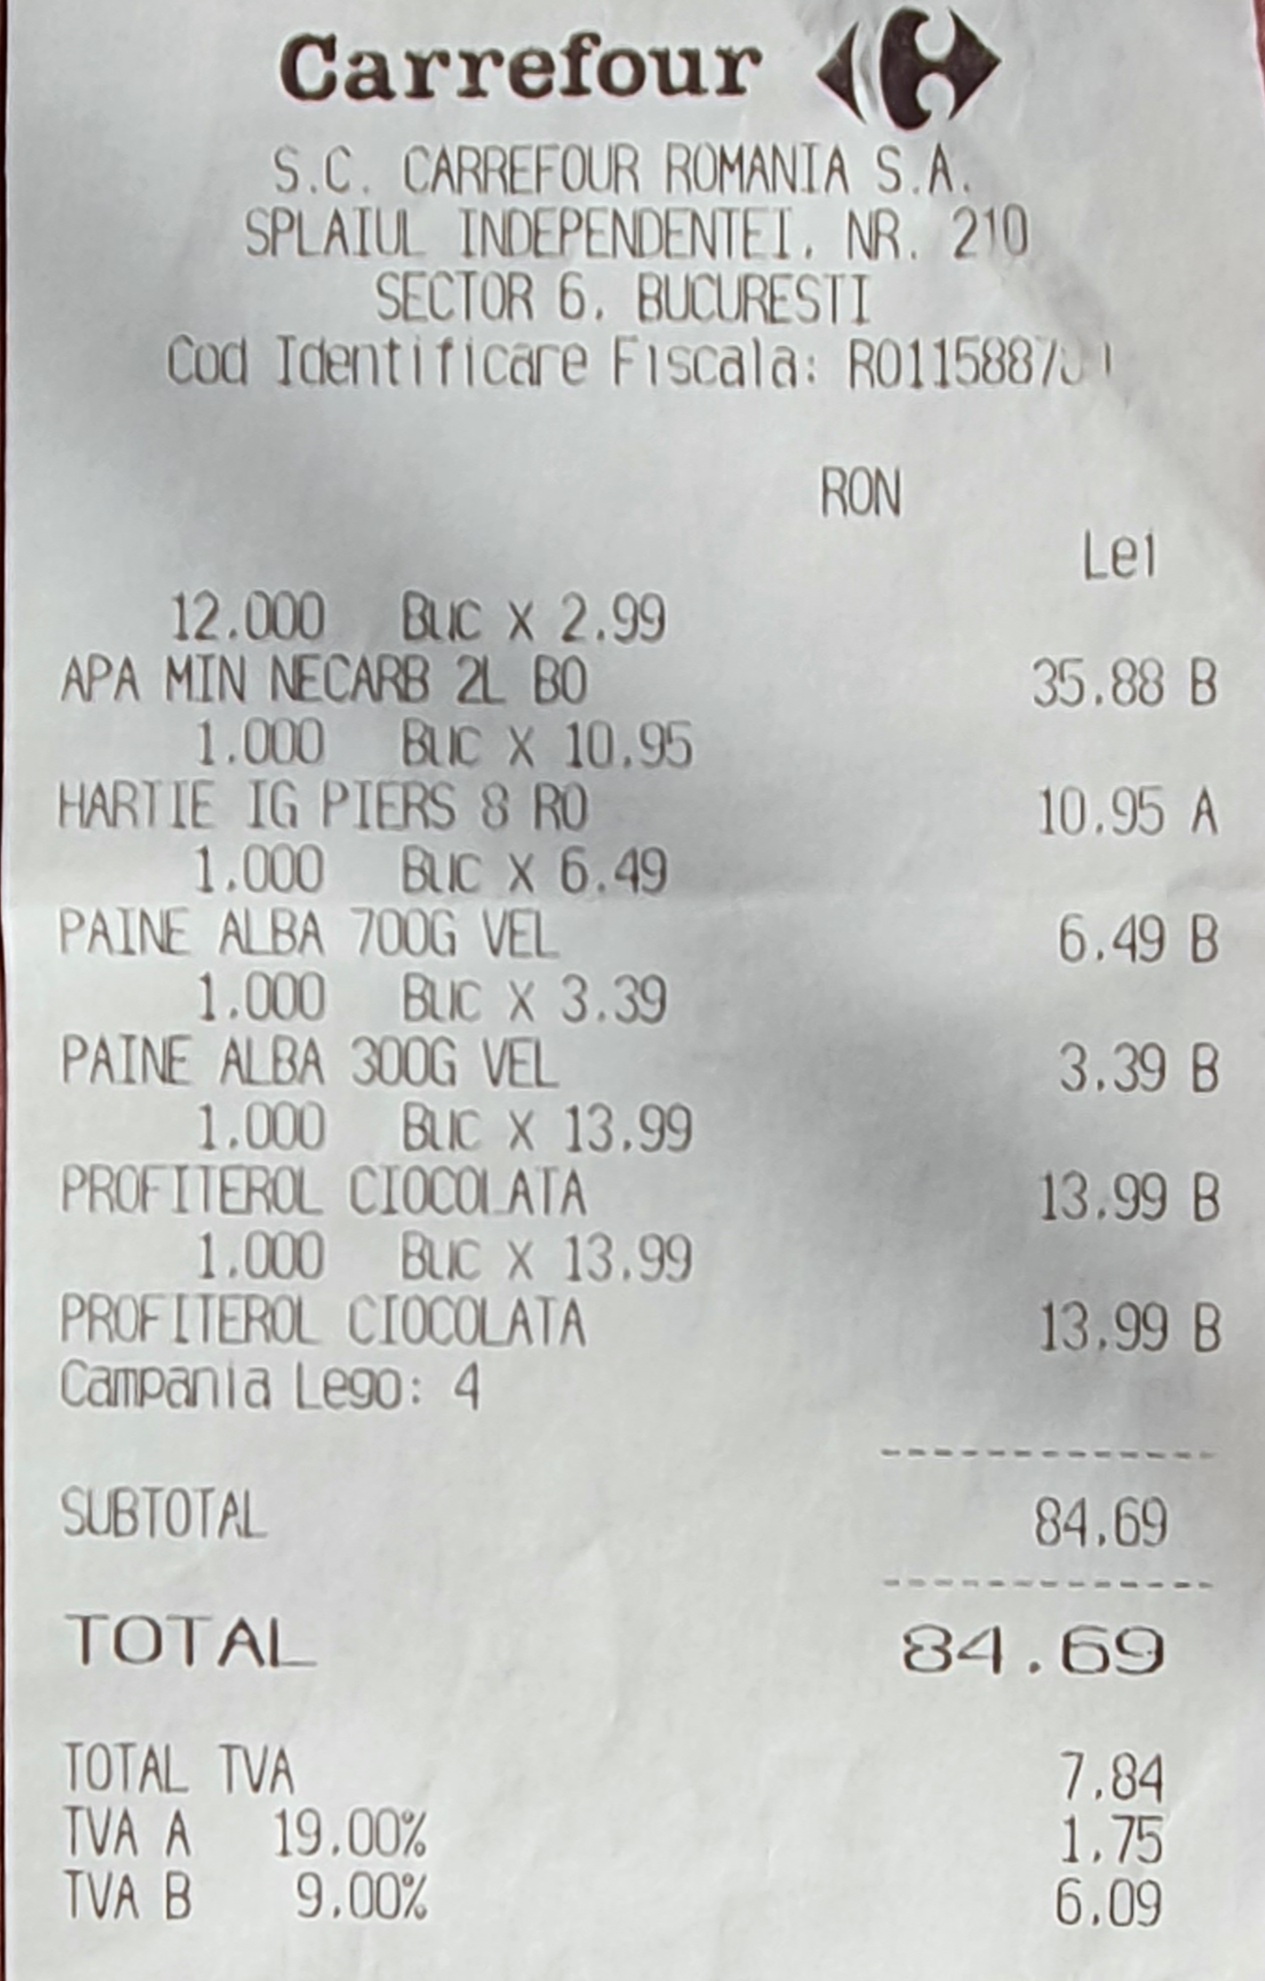 Carrefour
S.C. CARREFOUR ROMANIA S.A.
SPLAIUL INDEPENDENTEI, NR. 210
SECTOR 6, BUCURESTI
Cod Identificare Fiscala:
RON
Lei
12.000 Buc X 2.99
APA MIN NECARB 2L BO 35.88 B
1.000 Buc X 10.95
HARTIE IG PIERS 8 RO 10.95 A
1.000 Buc X 6.49
PAINE ALBA 700G VEL 6.49 B
1.000 Buc X 3.39
PAINE ALBA 300G VEL 3.39 B
1.000 Buc X 13.99
PROFITEROL CIOCOLATA 13.99 B
1.000 Buc X 13.99
PROFITEROL CIOCOLATA 13.99 B
Campania Lego: 4
------------
SUBTOTAL 84.69
------------
TOTAL 84.69
TOTAL TVA 7.84
TVA A 19.00% 1.75
TVA B 9.00% 6.09